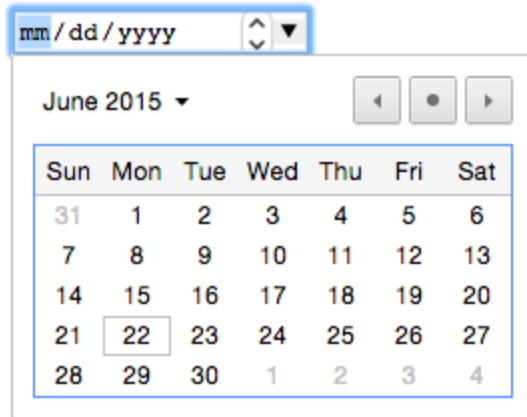 mm/dd/yyyy
June 2015
Sun Mon Tue Wed Thu Fri Sat
31 1 2 3 4 5 6
7 8 9 10 11 12 13
14 15 16 17 18 19 20
21 22 23 24 25 26 27
28 29 30 1 2 3 4